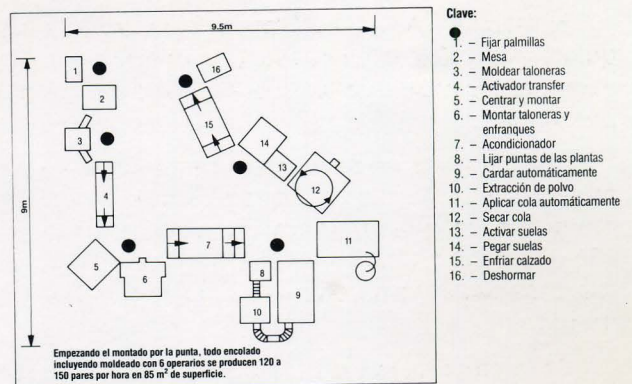 9.5m
9m
1
2
3
4
5
6
7
8
9
10
11
12
13
14
15
16
Empezando el montado por la punta, todo encolado
incluyendo moldeado con 6 operarios se producen 120 a
150 pares por hora en 85 m² de superficie.
Clave:
1. – Fijar palmillas
2. – Mesa
3. – Moldear taloneras
4. – Activador transfer
5. – Centrar y montar
6. – Montar taloneras y
enfranques
7. – Acondicionador
8. – Lijar puntas de las plantas
9. – Cardar automáticamente
10. – Extracción de polvo
11. – Aplicar cola automáticamente
12. – Secar cola
13. – Activar suelas
14. – Pegar suelas
15. – Enfriar calzado
16. – Deshormar